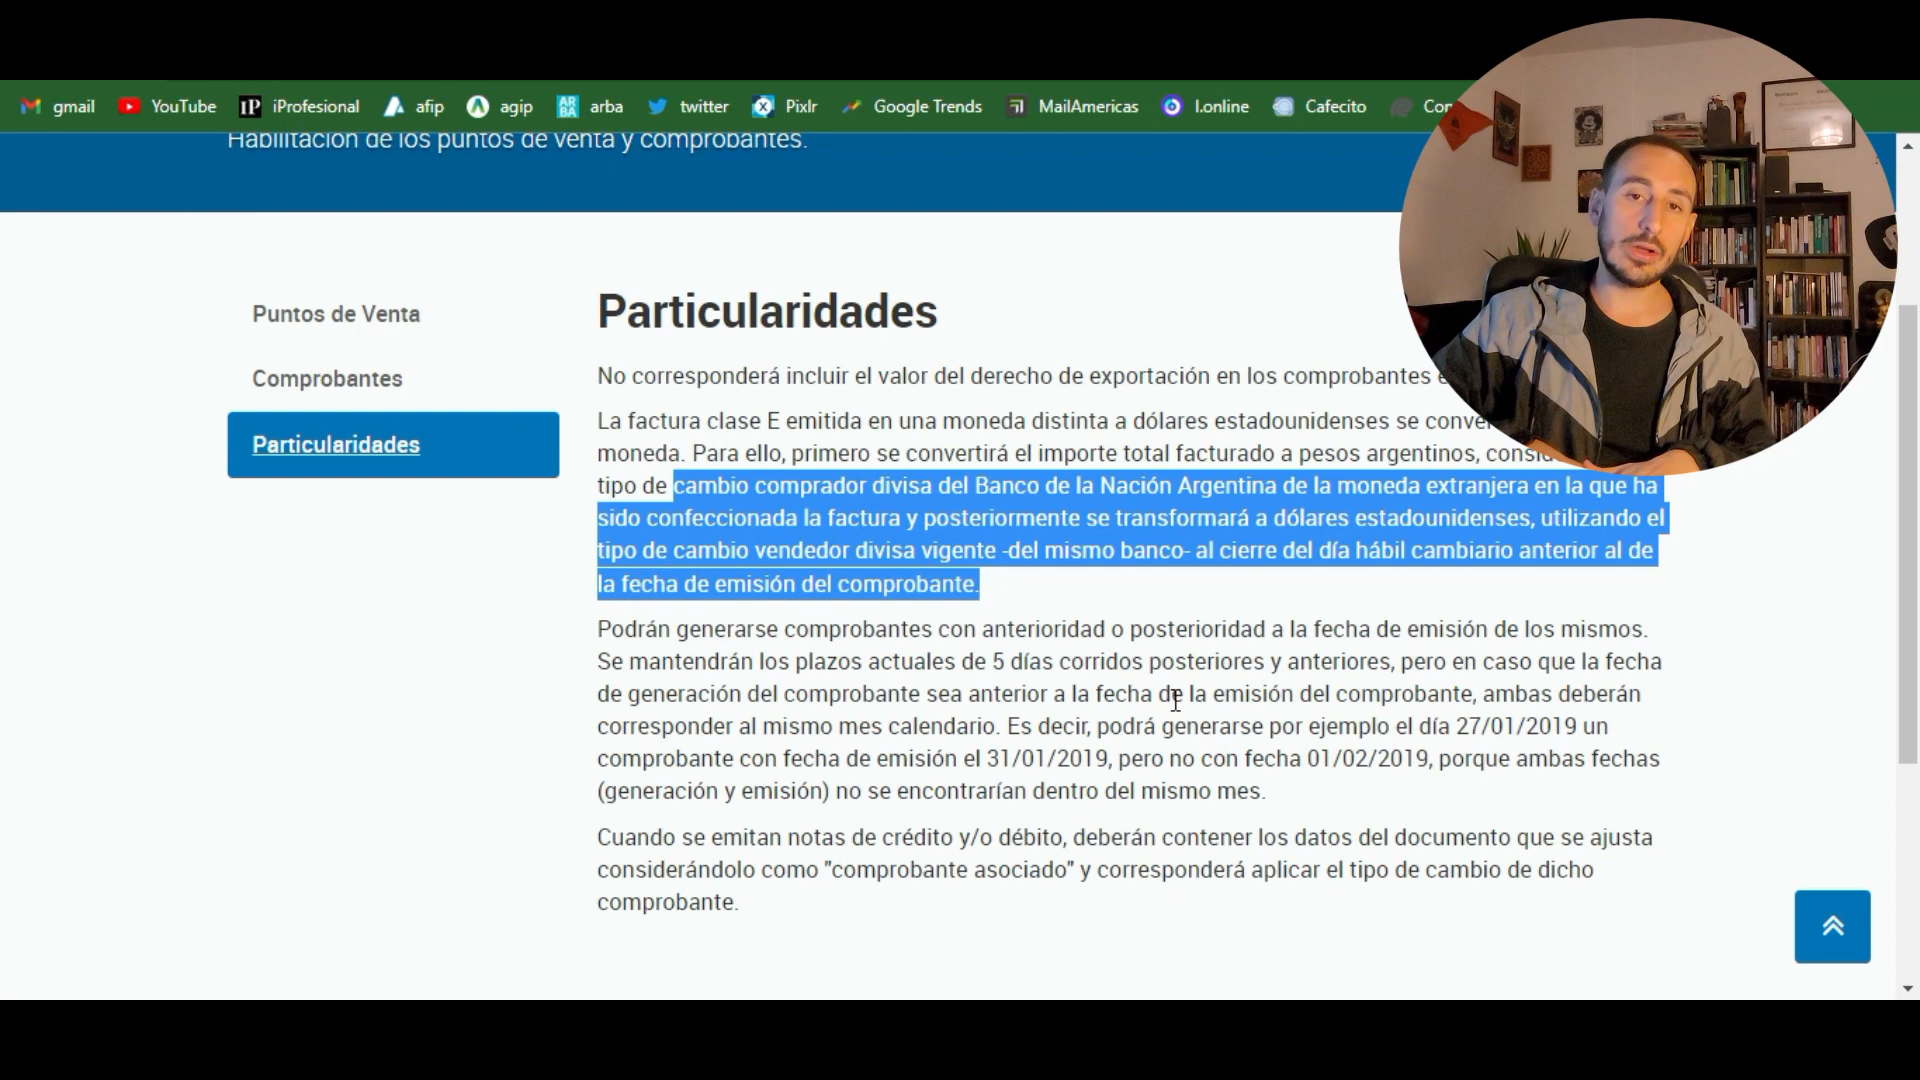 gmail YouTube iProfesional afip agip arba twitter Pixlr Google Trends MailAmericas I.online Cafecito
Habilitación de los puntos de venta y comprobantes.
Puntos de Venta
Comprobantes
Particularidades
Particularidades
No corresponderá incluir el valor del derecho de exportación en los comprobantes
La factura clase E emitida en una moneda distinta a dólares estadounidenses se
moneda. Para ello, primero se convertirá el importe total facturado a pesos argentinos,
tipo de cambio comprador divisa del Banco de la Nación Argentina de la moneda extranjera en la que ha
sido confeccionada la factura y posteriormente se transformará a dólares estadounidenses, utilizando el
tipo de cambio vendedor divisa vigente -del mismo banco- al cierre del día hábil cambiario anterior al de
la fecha de emisión del comprobante.
Podrán generarse comprobantes con anterioridad o posterioridad a la fecha de emisión de los mismos.
Se mantendrán los plazos actuales de 5 días corridos posteriores y anteriores, pero en caso que la fecha
de generación del comprobante sea anterior a la fecha de la emisión del comprobante, ambas deberán
corresponder al mismo mes calendario. Es decir, podrá generarse por ejemplo el día 27/01/2019 un
comprobante con fecha de emisión el 31/01/2019, pero no con fecha 01/02/2019, porque ambas fechas
(generación y emisión) no se encontrarían dentro del mismo mes.
Cuando se emitan notas de crédito y/o débito, deberán contener los datos del documento que se ajusta
considerándolo como "comprobante asociado" y corresponderá aplicar el tipo de cambio de dicho
comprobante.